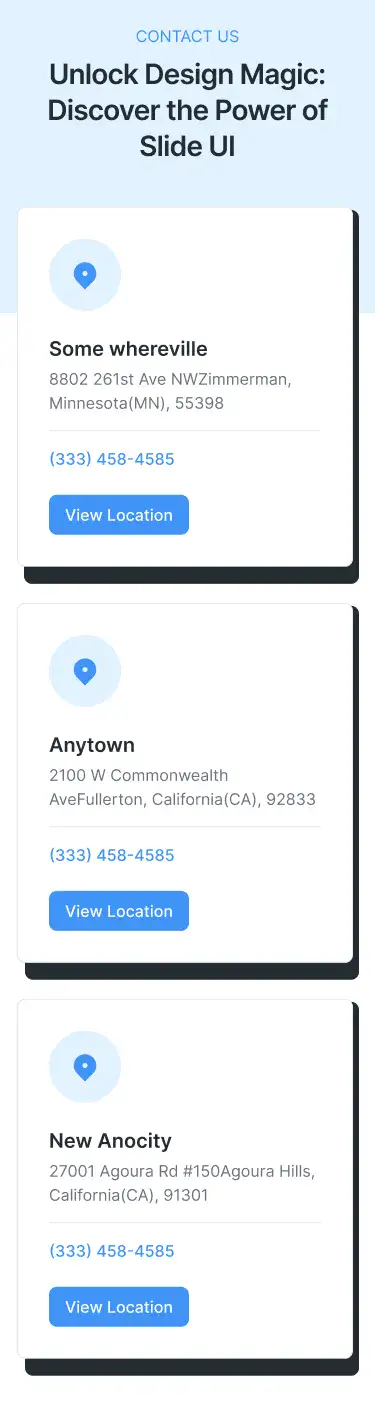 CONTACT US
Unlock Design Magic:
Discover the Power of
Slide UI
Some whereville
8802 261st Ave NWZimmerman,
Minnesota(MN), 55398
(333) 458-4585
View Location
Anytown
2100 W Commonwealth
AveFullerton, California(CA), 92833
(333) 458-4585
View Location
New Anocity
27001 Agoura Rd #150Agoura Hills,
California(CA), 91301
(333) 458-4585
View Location